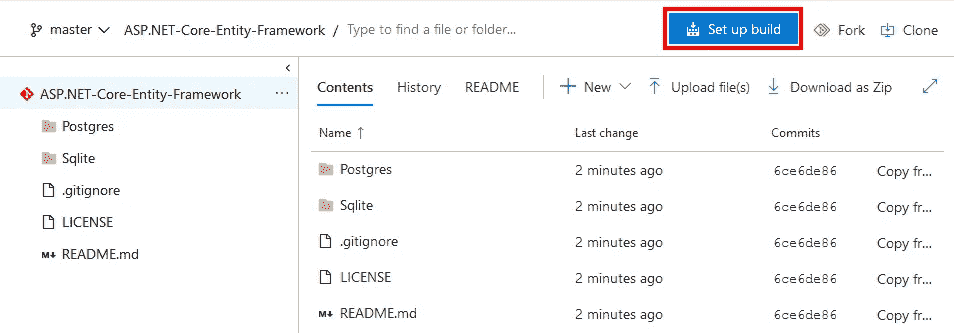 master ASP.NET-Core-Entity-Framework / Type to find a file or folder... Set up build Fork Clone
ASP.NET-Core-Entity-Framework ...
Postgres
Sqlite
.gitignore
LICENSE
README.md
Contents History README New Upload file(s) Download as Zip
Name ↑ Last change Commits
Postgres 2 minutes ago 6ce6de86 Copy fr...
Sqlite 2 minutes ago 6ce6de86 Copy fr...
.gitignore 2 minutes ago 6ce6de86 Copy fr...
LICENSE 2 minutes ago 6ce6de86 Copy fr...
README.md 2 minutes ago 6ce6de86 Copy fr...